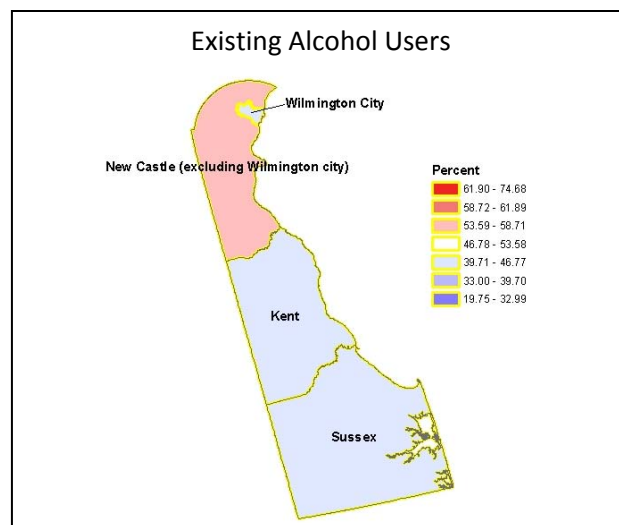 Existing Alcohol Users
Wilmington City
New Castle (excluding Wilmington city)
Percent
61.90 - 74.68
58.72 - 61.89
53.59 - 58.71
46.78 - 53.58
39.71 - 46.77
33.00 - 39.70
19.75 - 32.99
Kent
Sussex